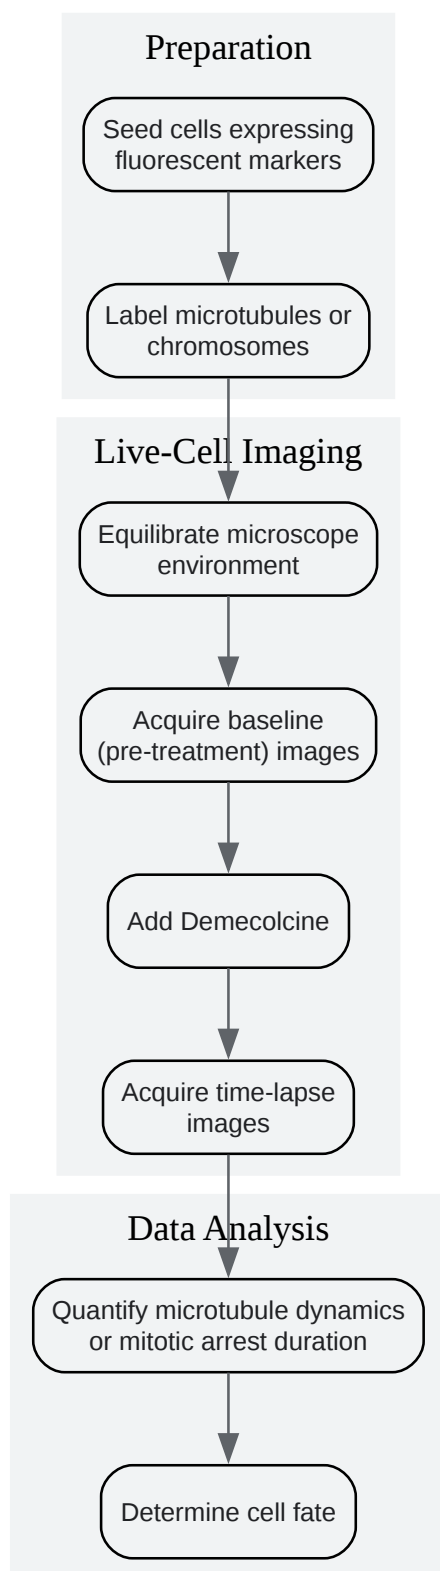 Preparation
Seed cells expressing
fluorescent markers
Label microtubules or
chromosomes
Live-Cell Imaging
Equilibrate microscope
environment
Acquire baseline
(pre-treatment) images
Add Demecolcine
Acquire time-lapse
images
Data Analysis
Quantify microtubule dynamics
or mitotic arrest duration
Determine cell fate